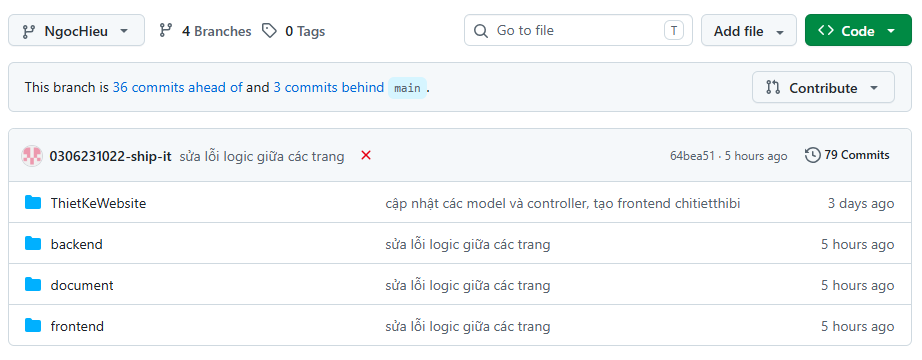 NgocHieu 4 Branches 0 Tags Go to file T Add file Code
This branch is 36 commits ahead of and 3 commits behind main.
Contribute
0306231022-ship-it sửa lỗi logic giữa các trang 64bea51 · 5 hours ago 79 Commits
ThietKeWebsite cập nhật các model và controller, tạo frontend chitietthibi 3 days ago
backend sửa lỗi logic giữa các trang 5 hours ago
document sửa lỗi logic giữa các trang 5 hours ago
frontend sửa lỗi logic giữa các trang 5 hours ago